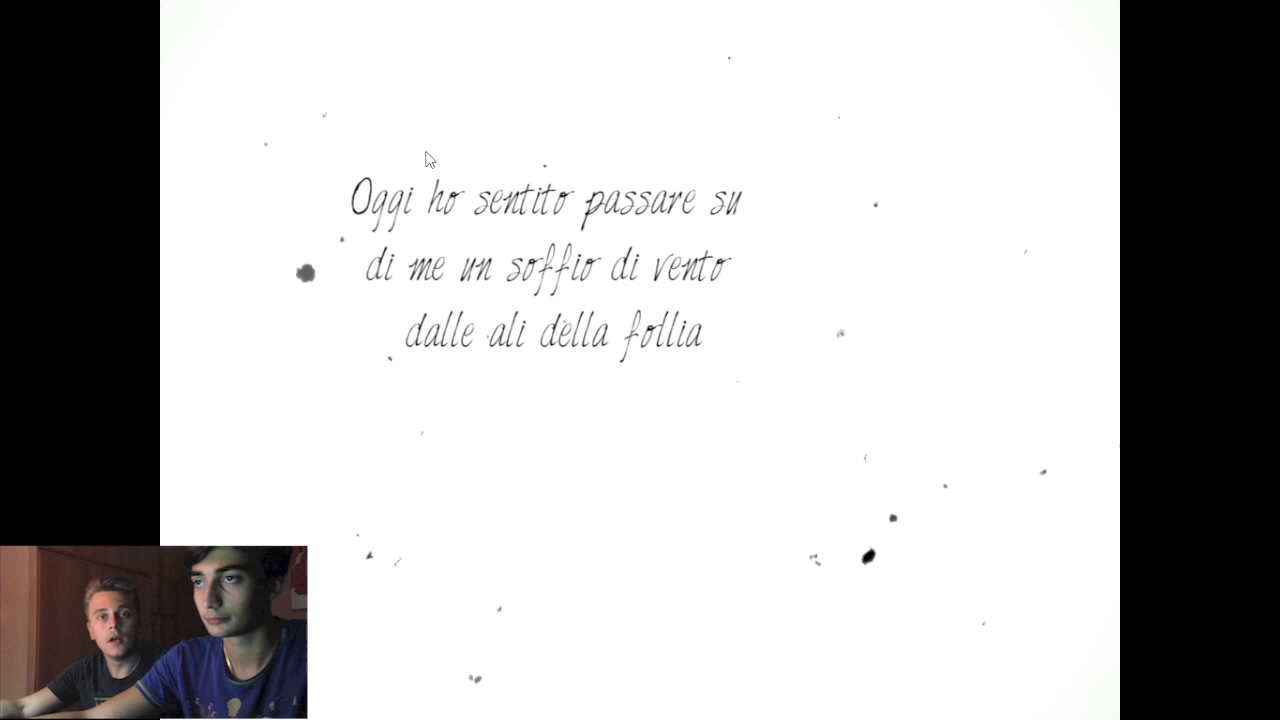 Oggi ho sentito passare su
di me un soffio di vento
dalle ali della follia